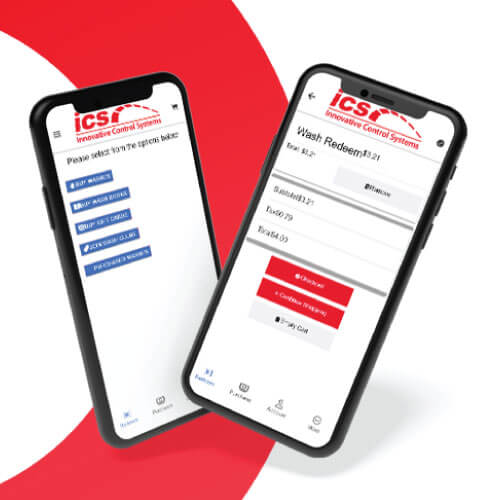 ics
Innovative Control Systems
Please select from the options below
BUY WASHES
BUY WASH BOOKS
BUY GIFT CARDS
JOIN WASH CLUBS
PURCHASED WASHES
Redeem
Purchase
ics
Innovative Control Systems
Wash Redeem$3.21
Total: $3.21
Remove
Subtotal$3.21
Tax$0.79
Total$4.00
Checkout
Continue Shopping
Empty Cart
Redeem
Purchase
Account
More